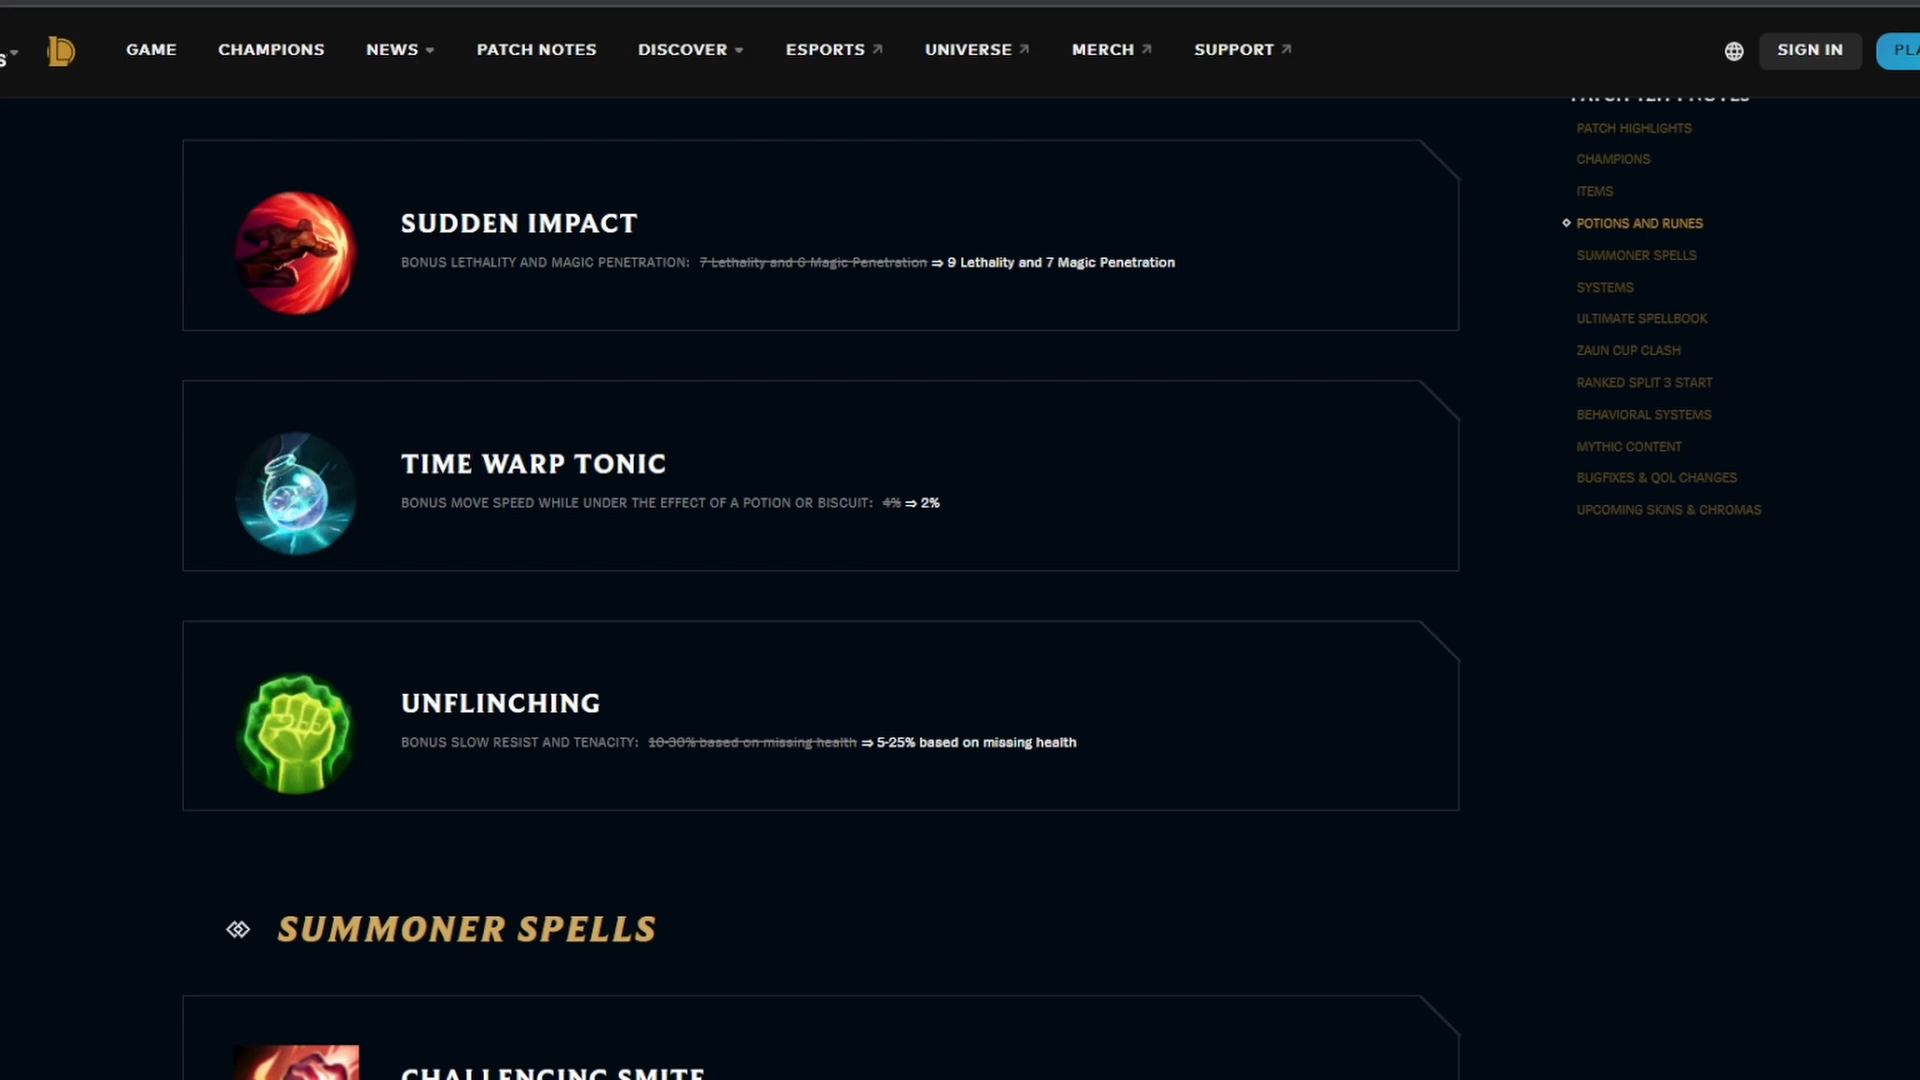 S
GAME CHAMPIONS NEWS PATCH NOTES DISCOVER ESPORTS UNIVERSE MERCH SUPPORT SIGN IN
PATCH HIGHLIGHTS
CHAMPIONS
ITEMS
POTIONS AND RUNES
SUMMONER SPELLS
SYSTEMS
ULTIMATE SPELLBOOK
ZAUN CUP CLASH
RANKED SPLIT 3 START
BEHAVIORAL SYSTEMS
MYTHIC CONTENT
BUGFIXES & QOL CHANGES
UPCOMING SKINS & CHROMAS
SUDDEN IMPACT
BONUS LETHALITY AND MAGIC PENETRATION: 7 Lethality and 6 Magic Penetration ⇒ 9 Lethality and 7 Magic Penetration
TIME WARP TONIC
BONUS MOVE SPEED WHILE UNDER THE EFFECT OF A POTION OR BISCUIT: 4% ⇒ 2%
UNFLINCHING
BONUS SLOW RESIST AND TENACITY: 10-30% based on missing health ⇒ 5-25% based on missing health
SUMMONER SPELLS
CHALLENGING SMITE